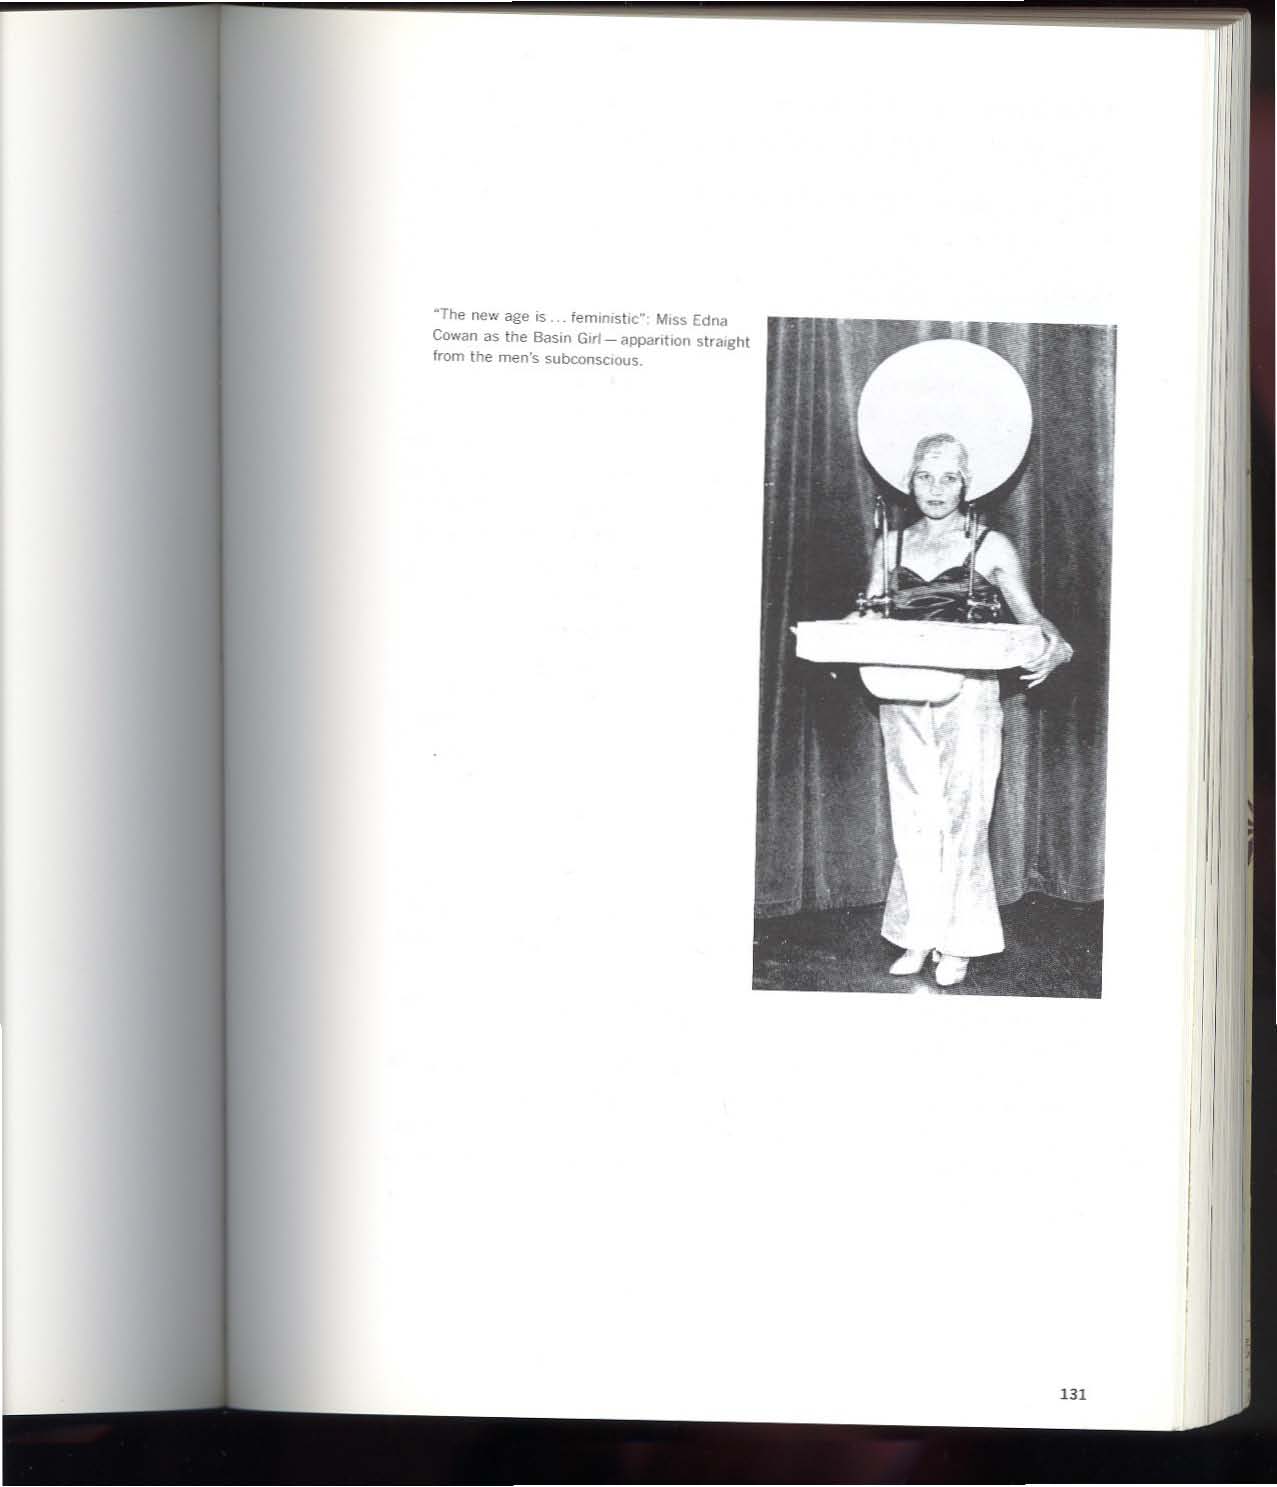 "The new age is ... feministic": Miss Edna
Cowan as the Basin Girl — apparition straight
from the men's subconscious.
131